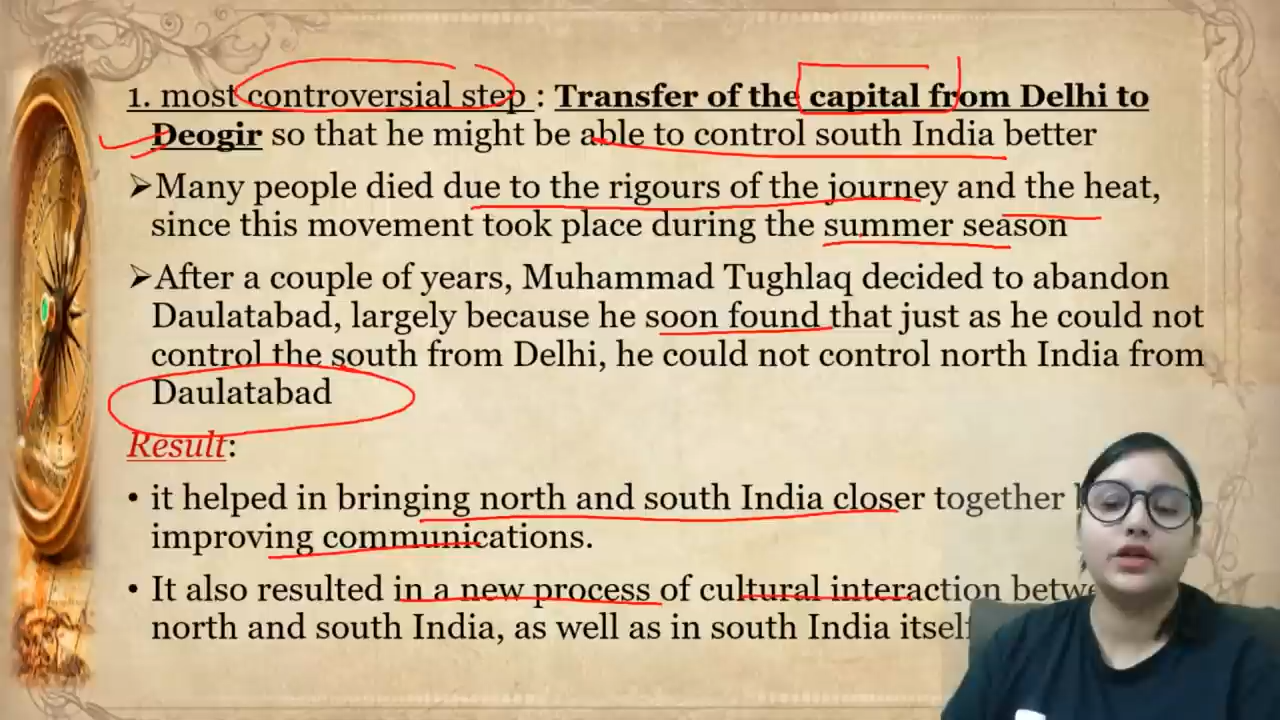 1. most controversial step : Transfer of the capital from Delhi to
Deogir so that he might be able to control south India better
➢Many people died due to the rigours of the journey and the heat,
since this movement took place during the summer season
➢After a couple of years, Muhammad Tughlaq decided to abandon
Daulatabad, largely because he soon found that just as he could not
control the south from Delhi, he could not control north India from
Daulatabad
Result:
• it helped in bringing north and south India closer together
improving communications.
• It also resulted in a new process of cultural interaction
north and south India, as well as in south India itself